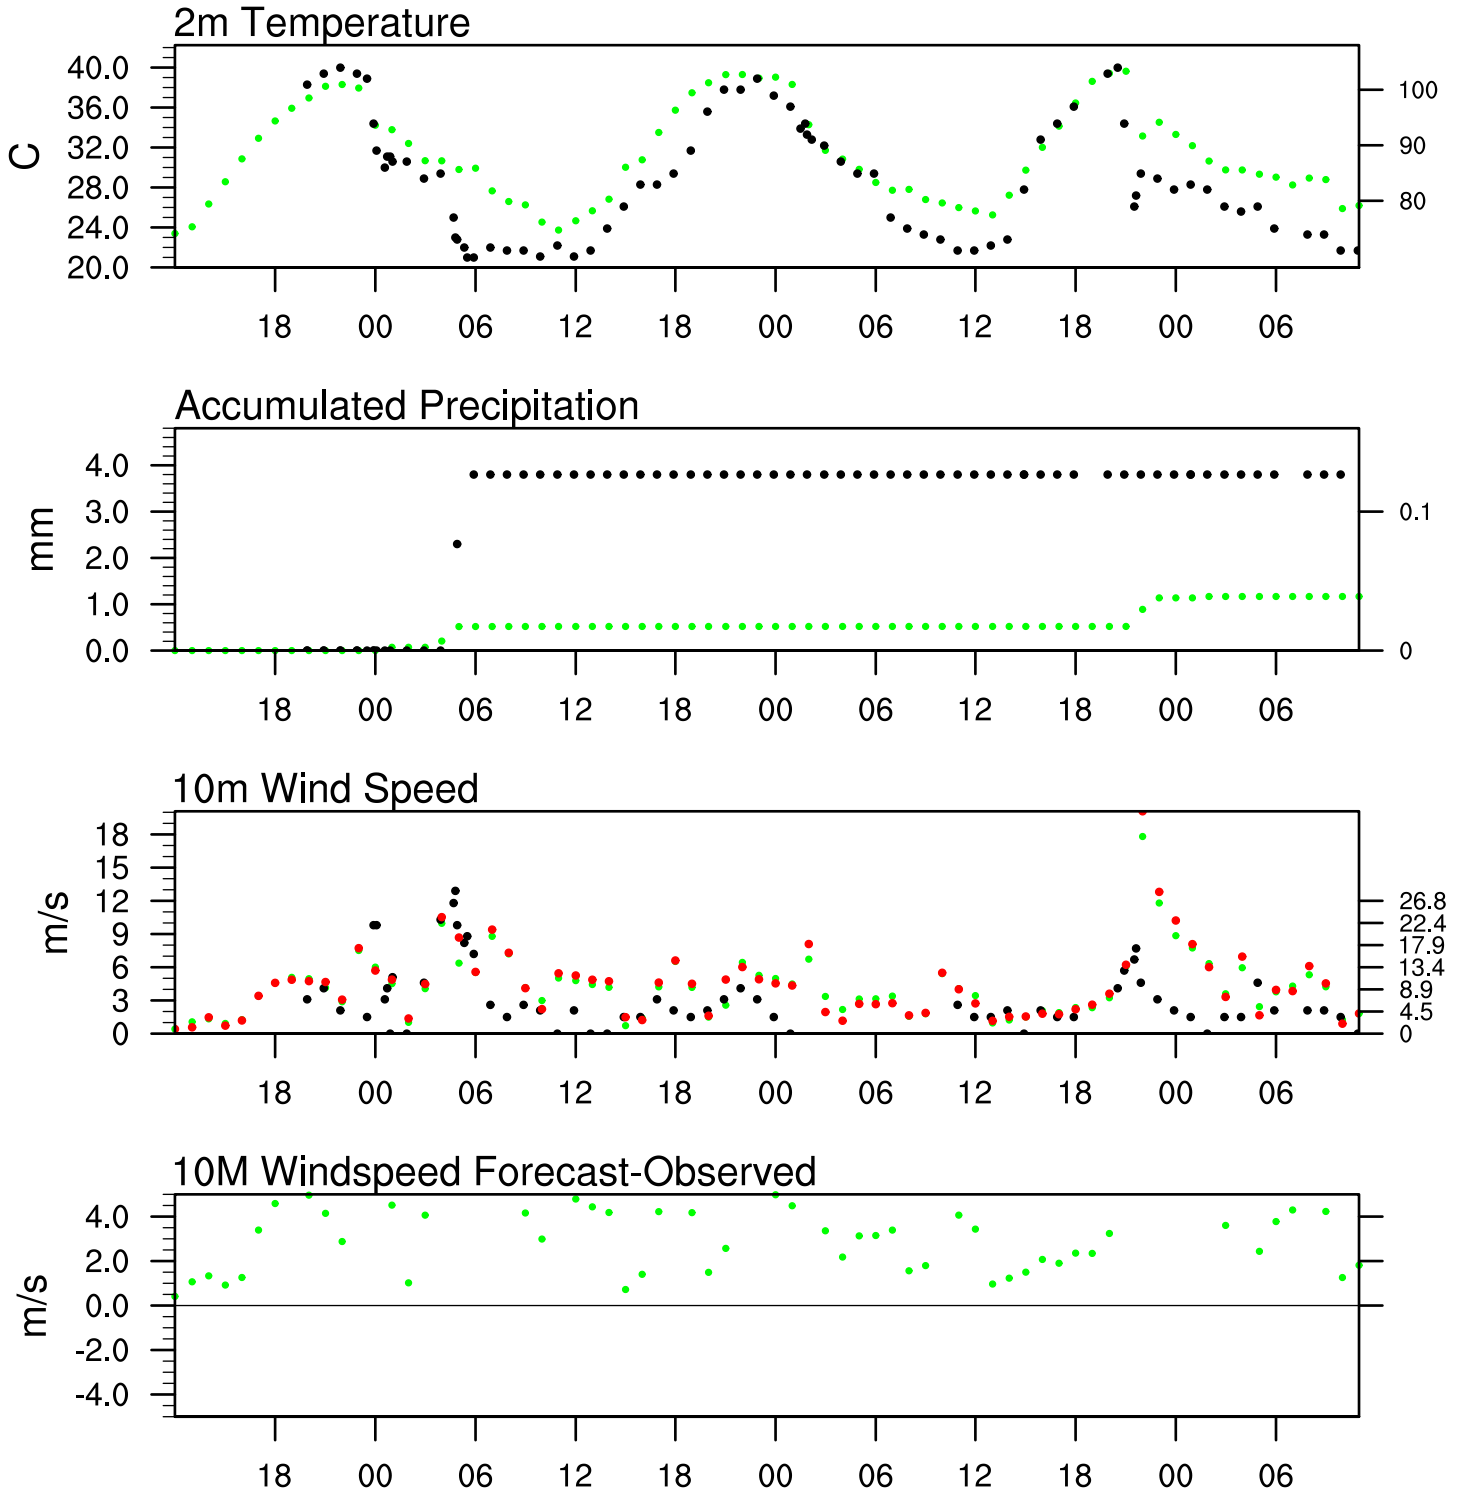 2m Temperature
40.0
36.0
32.0
28.0
24.0
20.0
C
100
90
80
18 00 06 12 18 00 06 12 18 00 06
Accumulated Precipitation
4.0
3.0
2.0
1.0
0.0
mm
0.1
0
18 00 06 12 18 00 06 12 18 00 06
10m Wind Speed
18
15
12
9
6
3
0
m/s
26.8
22.4
17.9
13.4
8.9
4.5
0
18 00 06 12 18 00 06 12 18 00 06
10M Windspeed Forecast-Observed
4.0
2.0
0.0
-2.0
-4.0
m/s
18 00 06 12 18 00 06 12 18 00 06